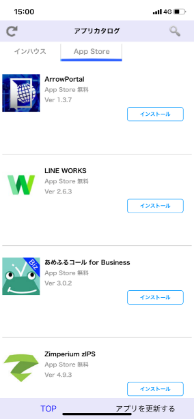 15:00
4G
アプリカタログ
インハウス
App Store
ArrowPortal
App Store 無料
Ver 1.3.7
インストール
LINE WORKS
App Store 無料
Ver 2.6.3
インストール
Biz
あめふるコール for Business
App Store 無料
Ver 3.0.2
インストール
Zimperium zIPS
App Store 無料
Ver 4.9.3
インストール
TOP
アプリを更新する